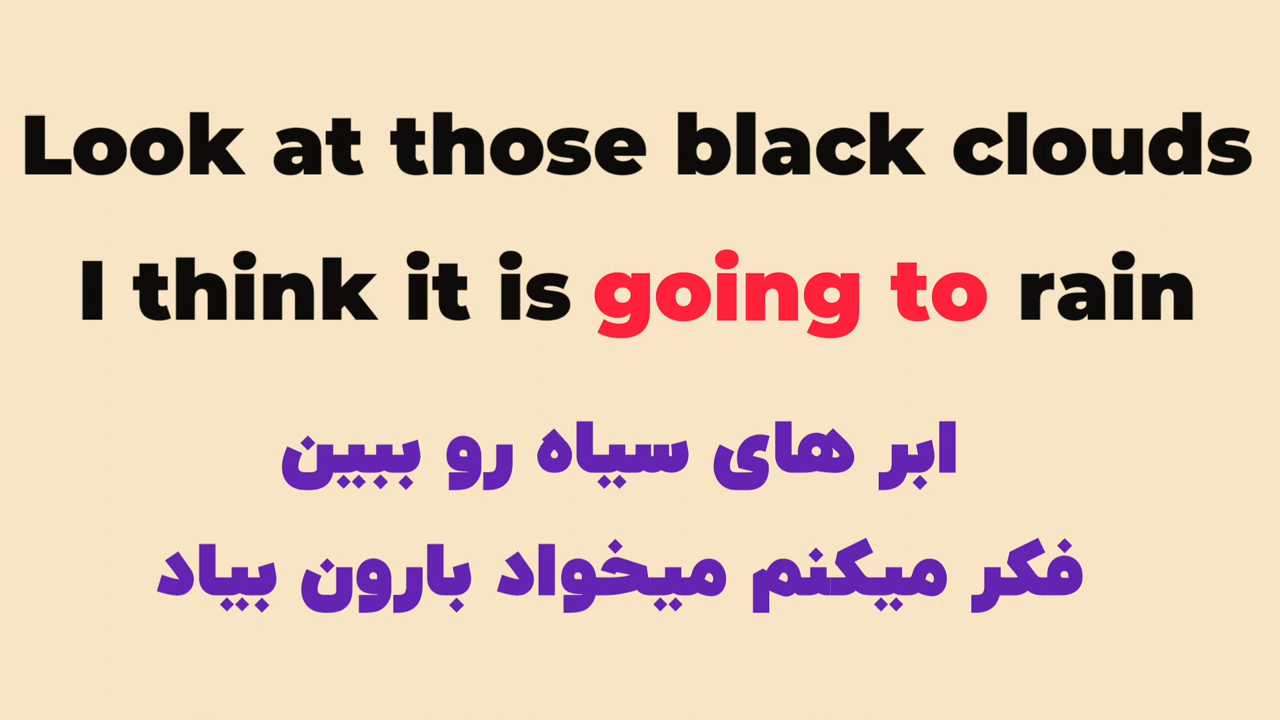 Look at those black clouds
I think it is going to rain
ابر های سیاه رو ببین
فکر میکنم میخواد بارون بیاد